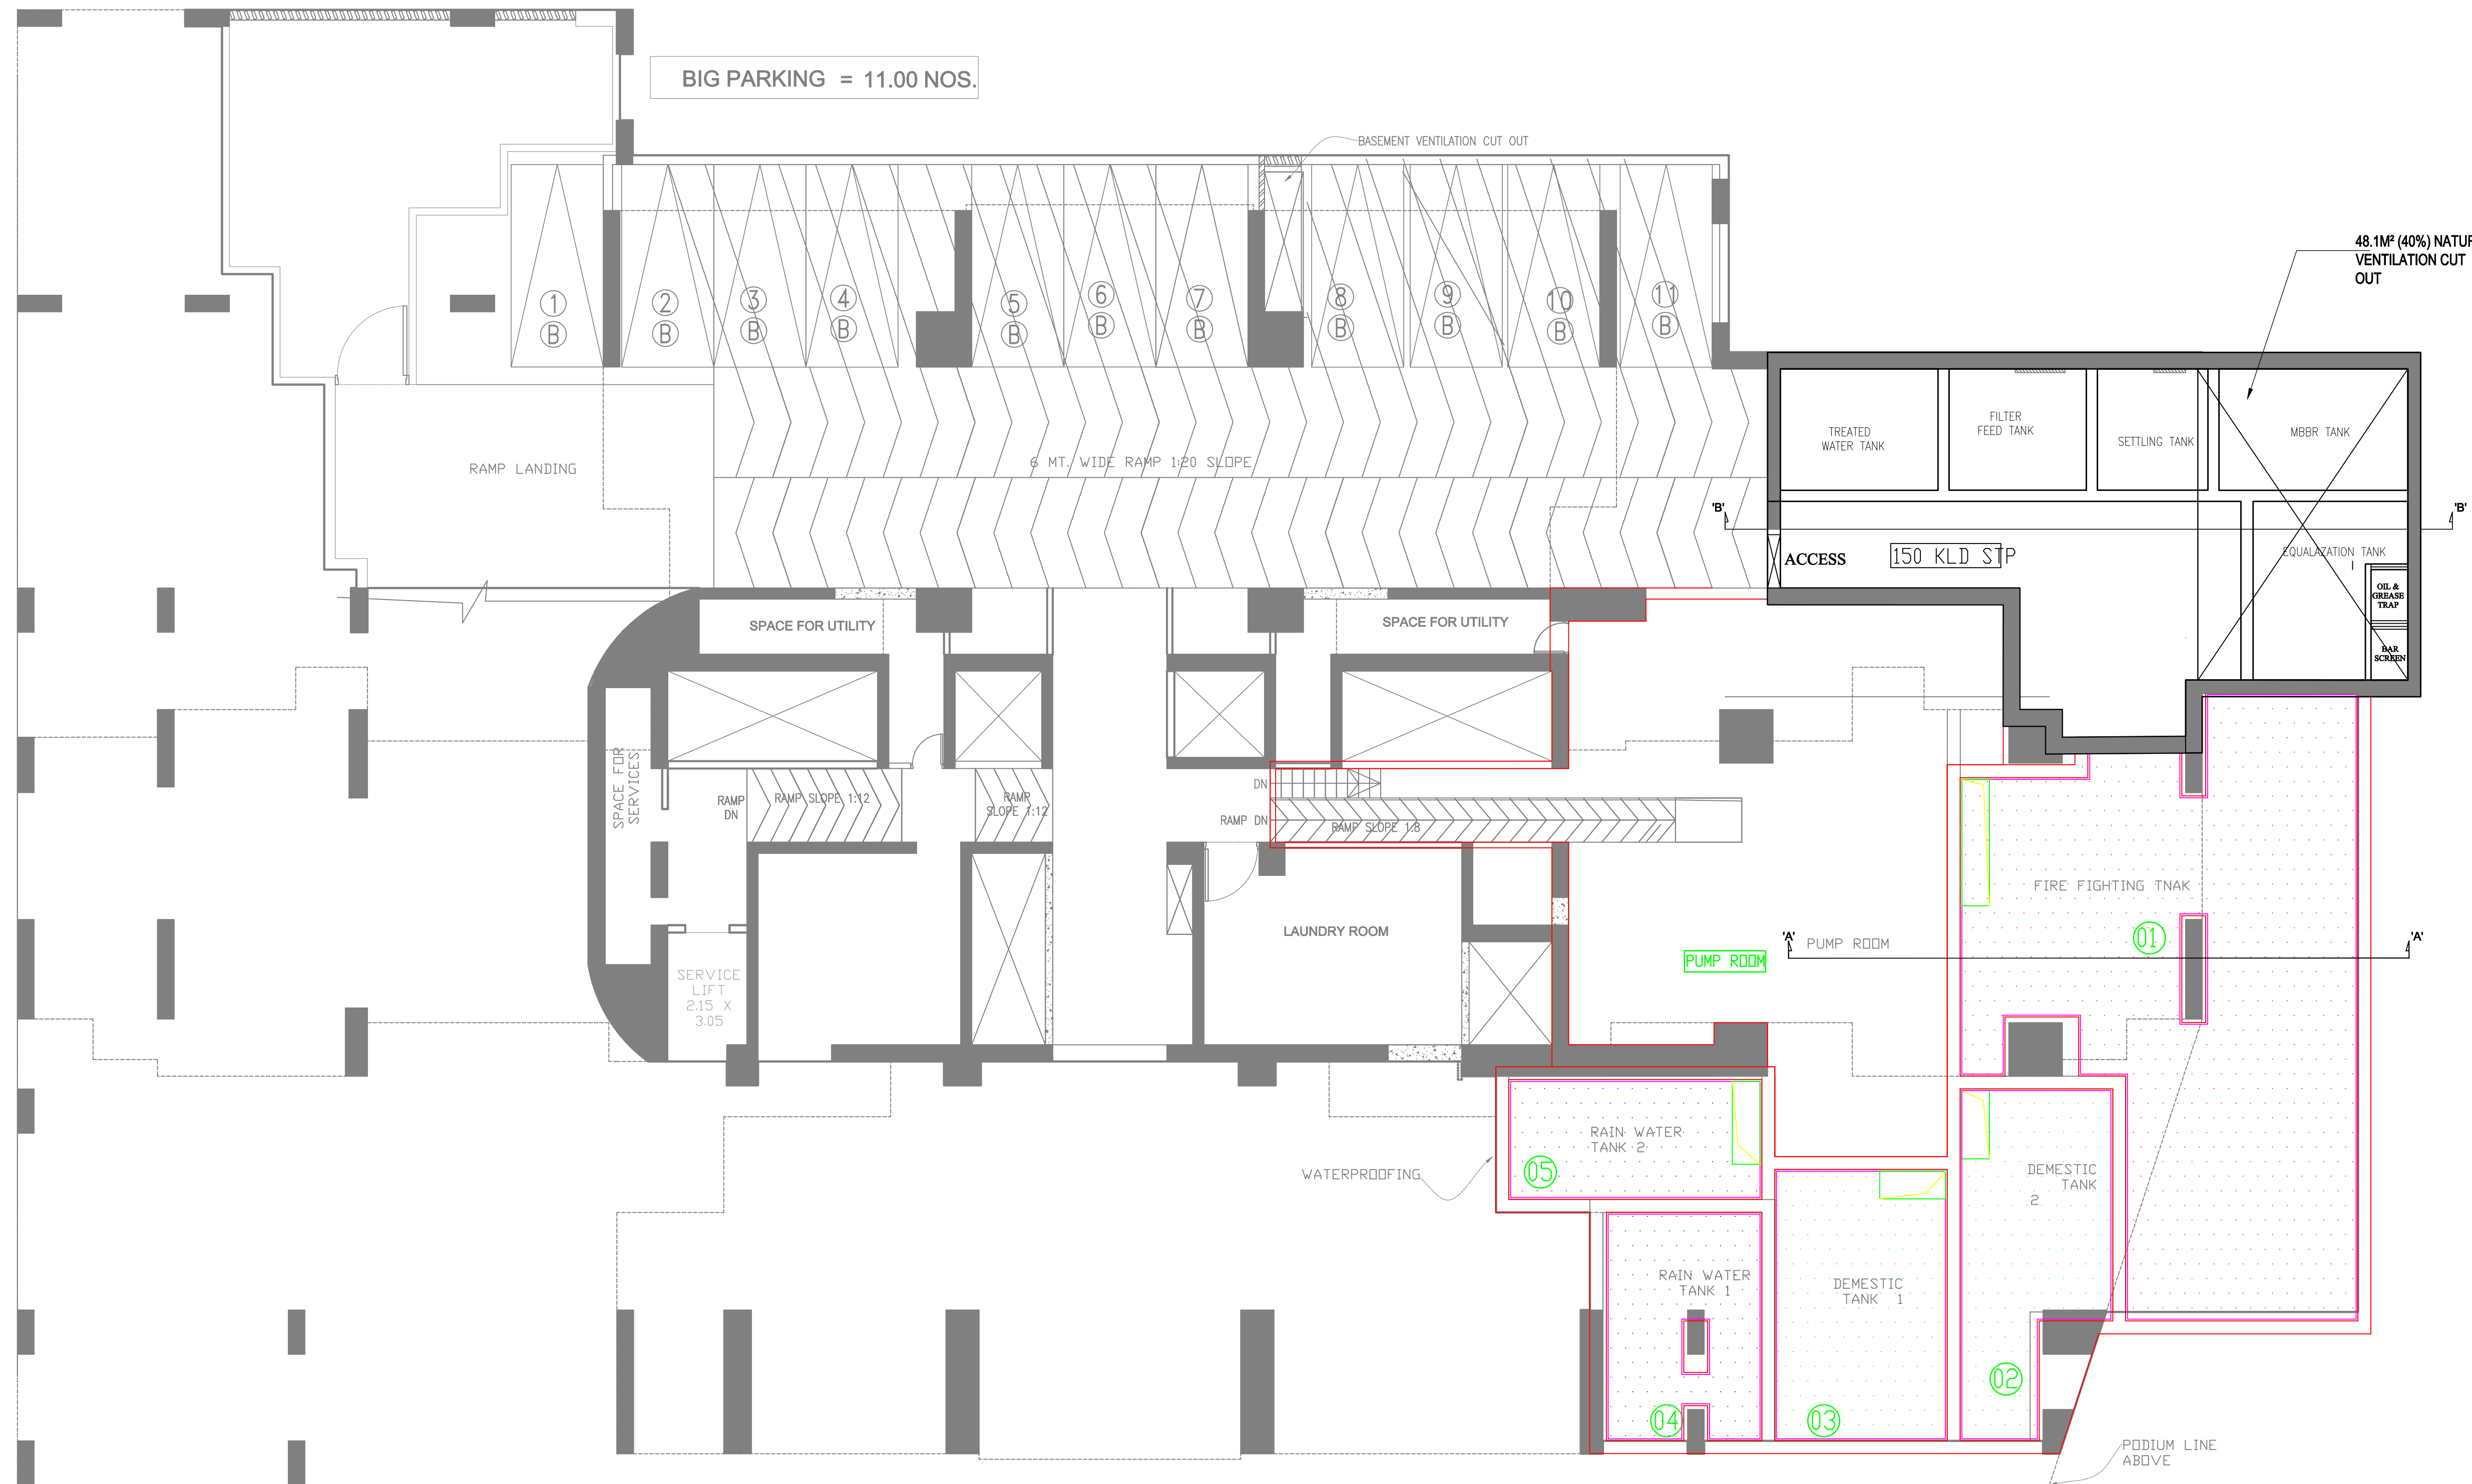 BIG PARKING = 11.00 NOS.
BASEMENT VENTILATION CUT OUT
48.1M² (40%) NATUR
VENTILATION CUT
OUT
1
B
2
B
3
B
4
B
5
B
6
B
7
B
8
B
9
B
10
B
11
B
TREATED
WATER TANK
FILTER
FEED TANK
SETTLING TANK
MBBR TANK
RAMP LANDING
6 MT. WIDE RAMP 1:20 SLOPE
'B'
'B'
ACCESS
150 KLD STP
EQUALAZATION TANK
OIL &
GREASE
TRAP
BAR
SCREEN
SPACE FOR UTILITY
SPACE FOR UTILITY
SPACE FOR
SERVICES
RAMP
DN
RAMP SLOPE 1:12
RAMP
SLOPE 1:12
DN
RAMP DN
RAMP SLOPE 1:8
FIRE FIGHTING TNAK
01
LAUNDRY ROOM
'A'
PUMP ROOM
'A'
PUMP ROOM
SERVICE
LIFT
2.15 X
3.05
RAIN WATER
TANK 2
05
WATERPROOFING
DEMESTIC
TANK
2
RAIN WATER
TANK 1
DEMESTIC
TANK 1
02
04
03
PODIUM LINE
ABOVE